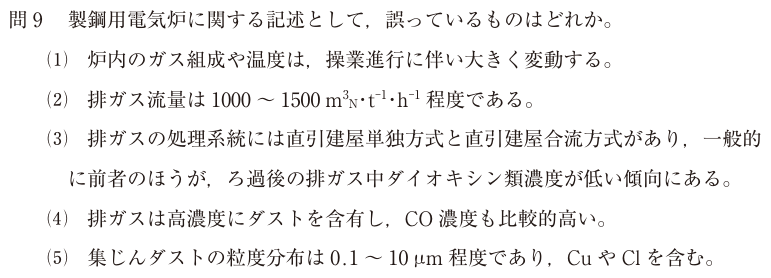 問9 製鋼用電気炉に関する記述として，誤っているものはどれか。
⑴ 炉内のガス組成や温度は，操業進行に伴い大きく変動する。
⑵ 排ガス流量は 1000 ～ 1500 m³N・t⁻¹・h⁻¹ 程度である。
⑶ 排ガスの処理系統には直引建屋単独方式と直引建屋合流方式があり，一般的
に前者のほうが，ろ過後の排ガス中ダイオキシン類濃度が低い傾向にある。
⑷ 排ガスは高濃度にダストを含有し，CO 濃度も比較的高い。
⑸ 集じんダストの粒度分布は 0.1 ～ 10 μm 程度であり，Cu や Cl を含む。